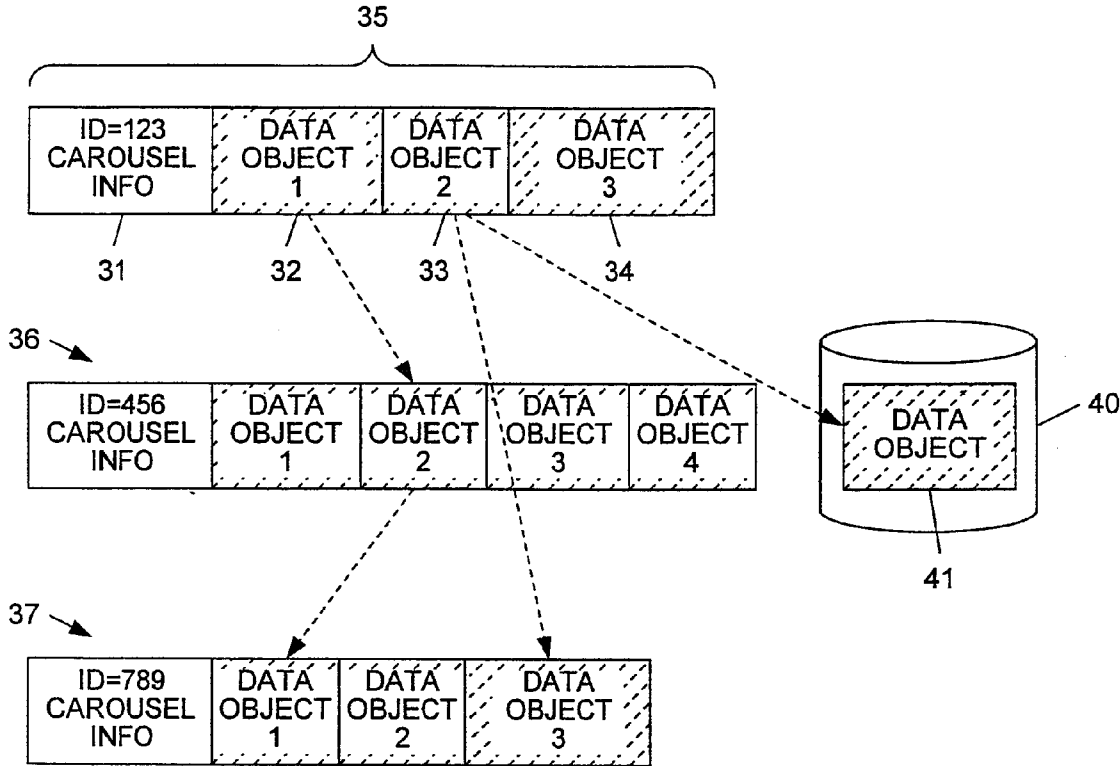 35
ID=123
CAROUSEL
INFO
DATA
OBJECT
1
DATA
OBJECT
2
DATA
OBJECT
3
31
32
33
34
36
ID=456
CAROUSEL
INFO
DATA
OBJECT
1
DATA
OBJECT
2
DATA
OBJECT
3
DATA
OBJECT
4
DATA
OBJECT
40
41
37
ID=789
CAROUSEL
INFO
DATA
OBJECT
1
DATA
OBJECT
2
DATA
OBJECT
3